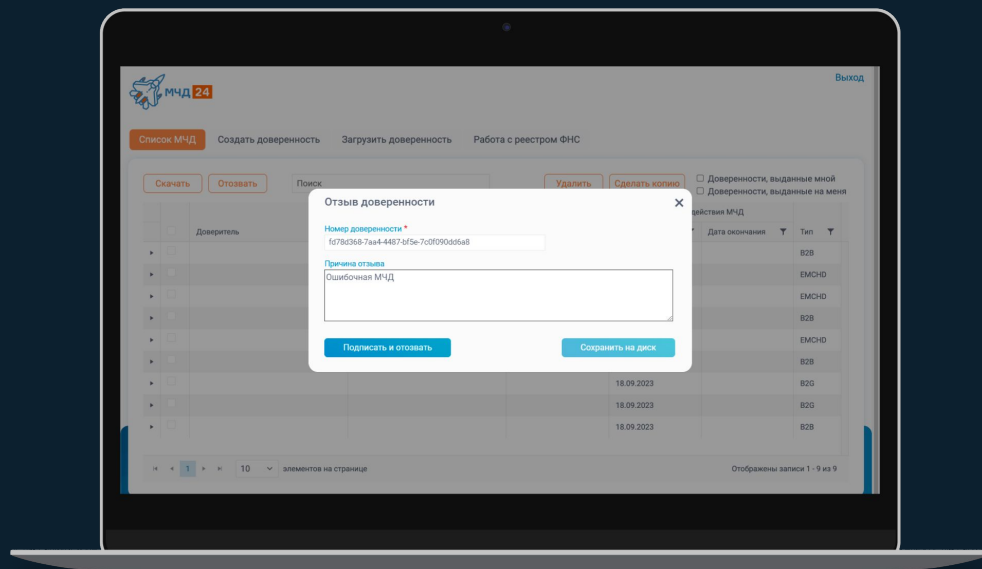 Выход
МЧД 24
Список МЧД Создать доверенность Загрузить доверенность Работа с реестром ФНС
Скачать Отозвать Поиск Удалить Сделать копию
Доверенности, выданные мной
Доверенности, выданные на меня
Отзыв доверенности
действия МЧД
Доверитель Дата окончания Тип
Номер доверенности *
fd78d368-7aa4-4487-bf5e-7c0f090dd6a8
B2B
Причина отзыва
Ошибочная МЧД
EMCHD
EMCHD
B2B
EMCHD
Подписать и отозвать Сохранить на диск
B2B
18.09.2023 B2G
18.09.2023 B2G
18.09.2023 B2B
1 10 элементов на странице Отображены записи 1 - 9 из 9